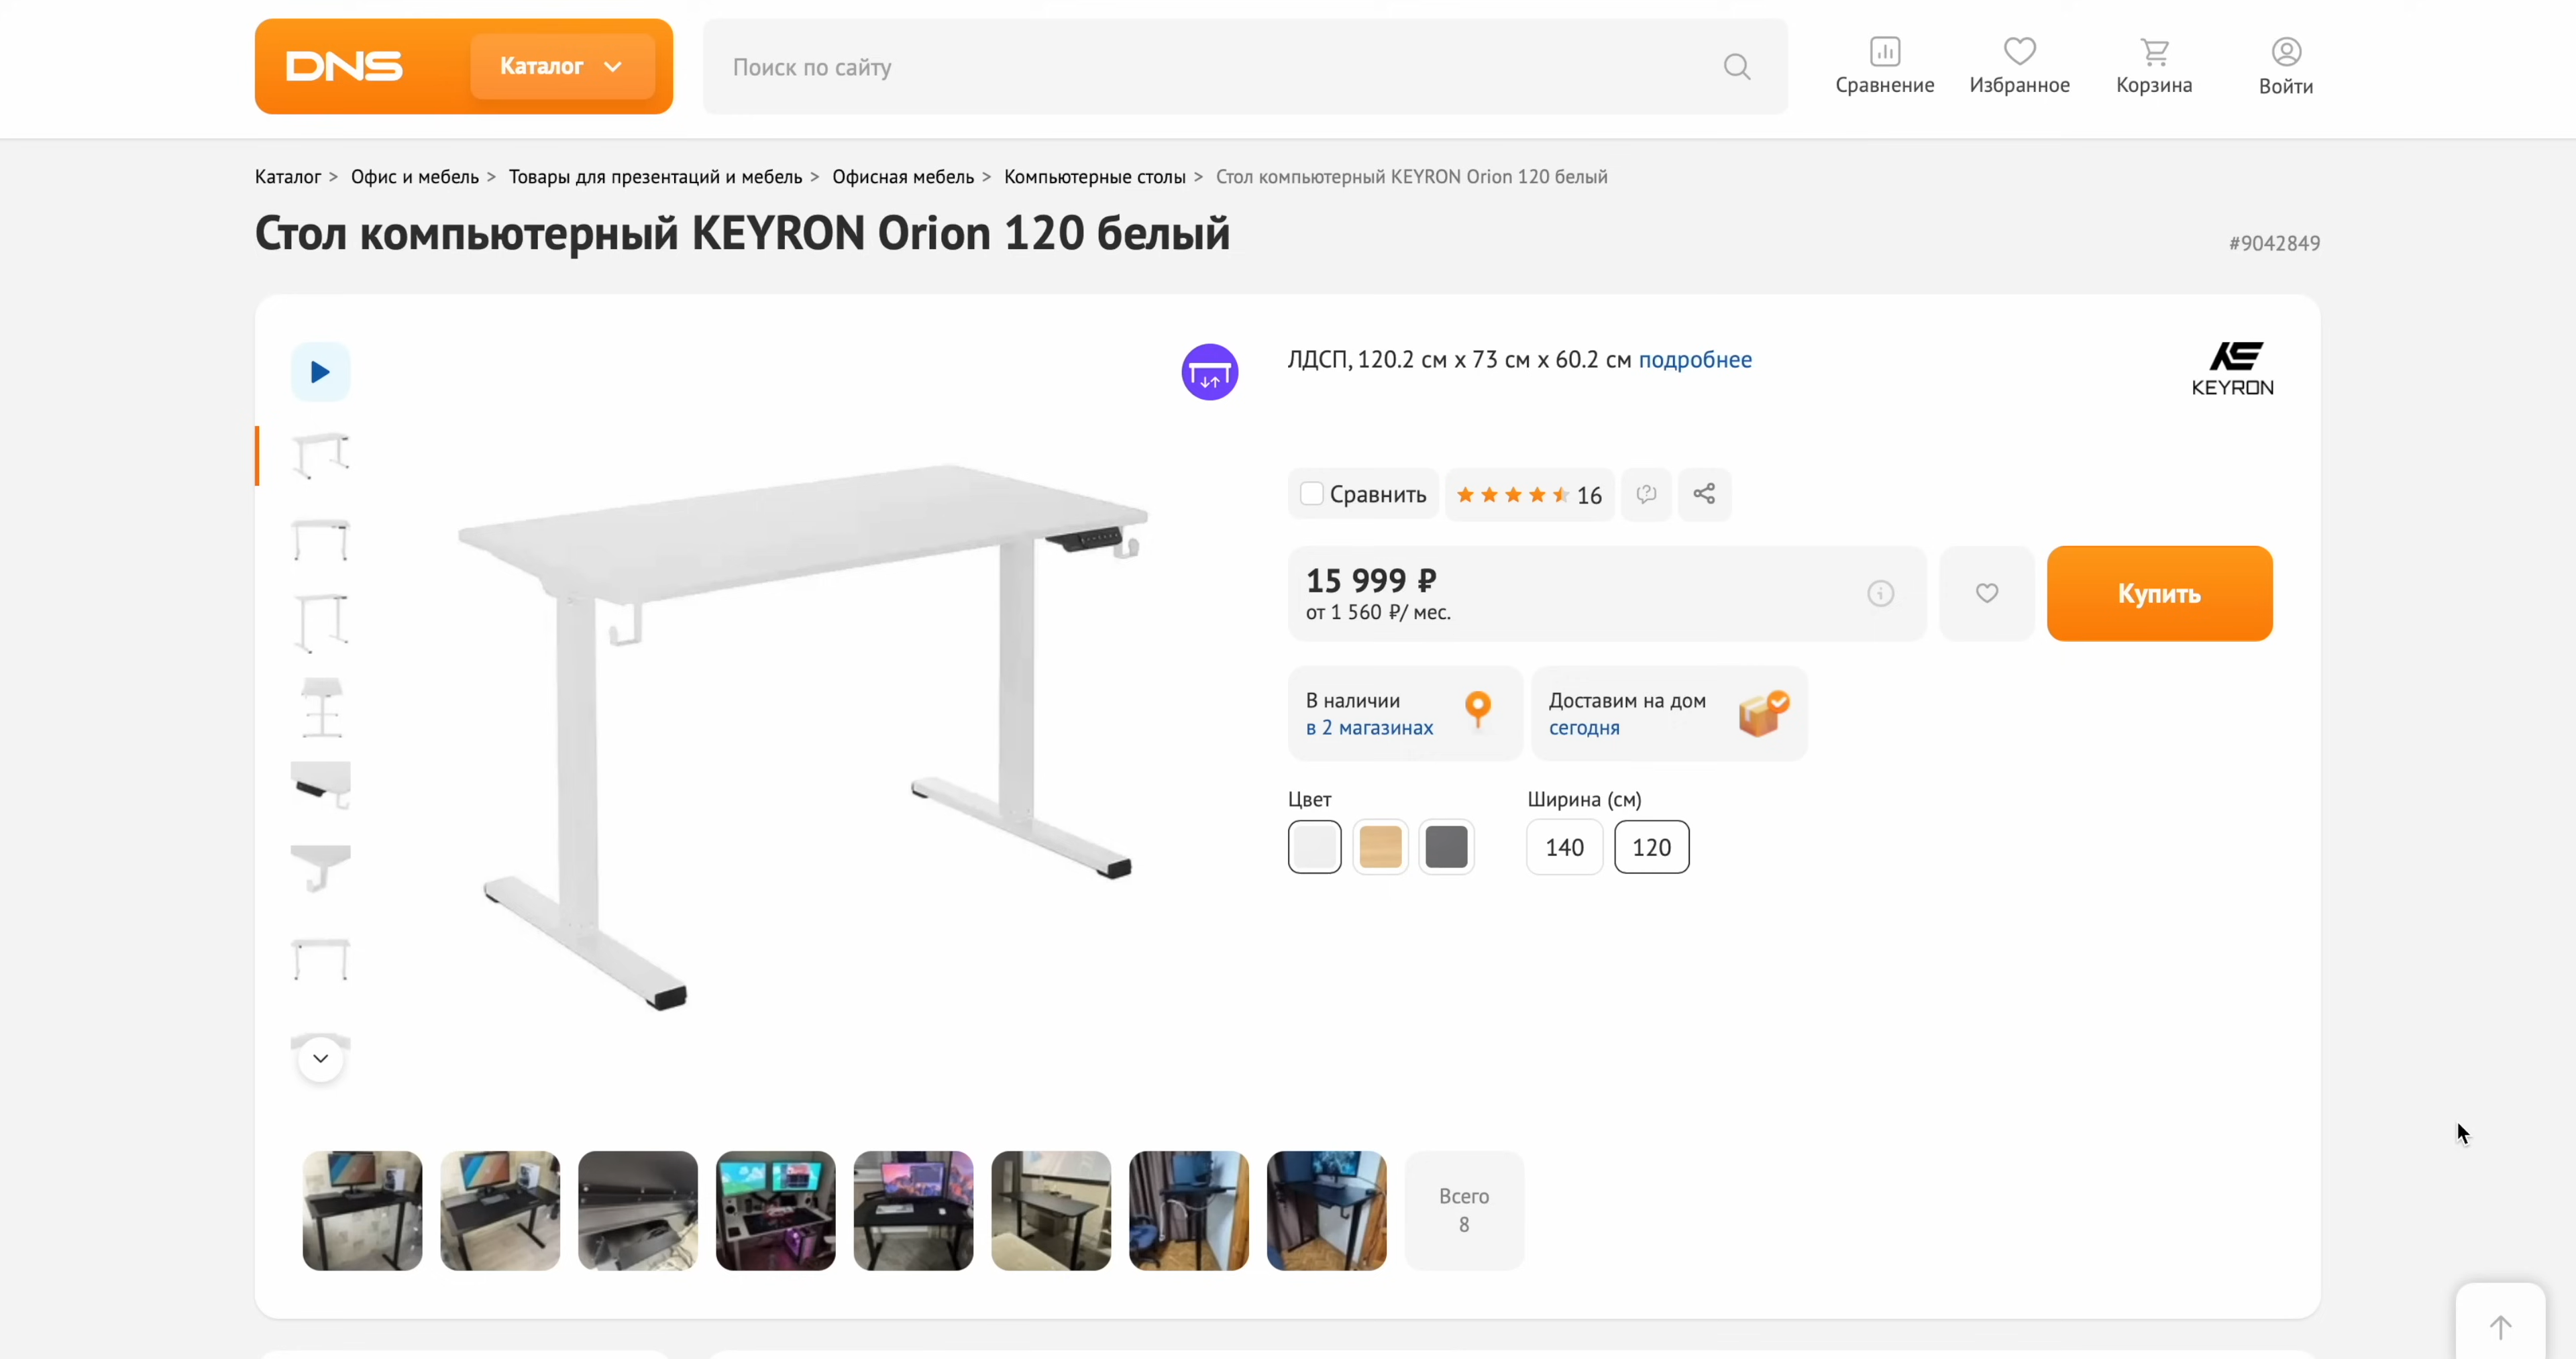 DNS
Каталог
Поиск по сайту
Сравнение
Избранное
Корзина
Войти
Каталог > Офис и мебель > Товары для презентаций и мебель > Офисная мебель > Компьютерные столы > Стол компьютерный KEYRON Orion 120 белый
Стол компьютерный KEYRON Orion 120 белый
#9042849
ЛДСП, 120.2 см x 73 см x 60.2 см подробнее
KEYRON
Сравнить
16
15 999 ₽
от 1 560 ₽/ мес.
Купить
В наличии
в 2 магазинах
Доставим на дом
сегодня
Цвет
Ширина (см)
140
120
Всего
8